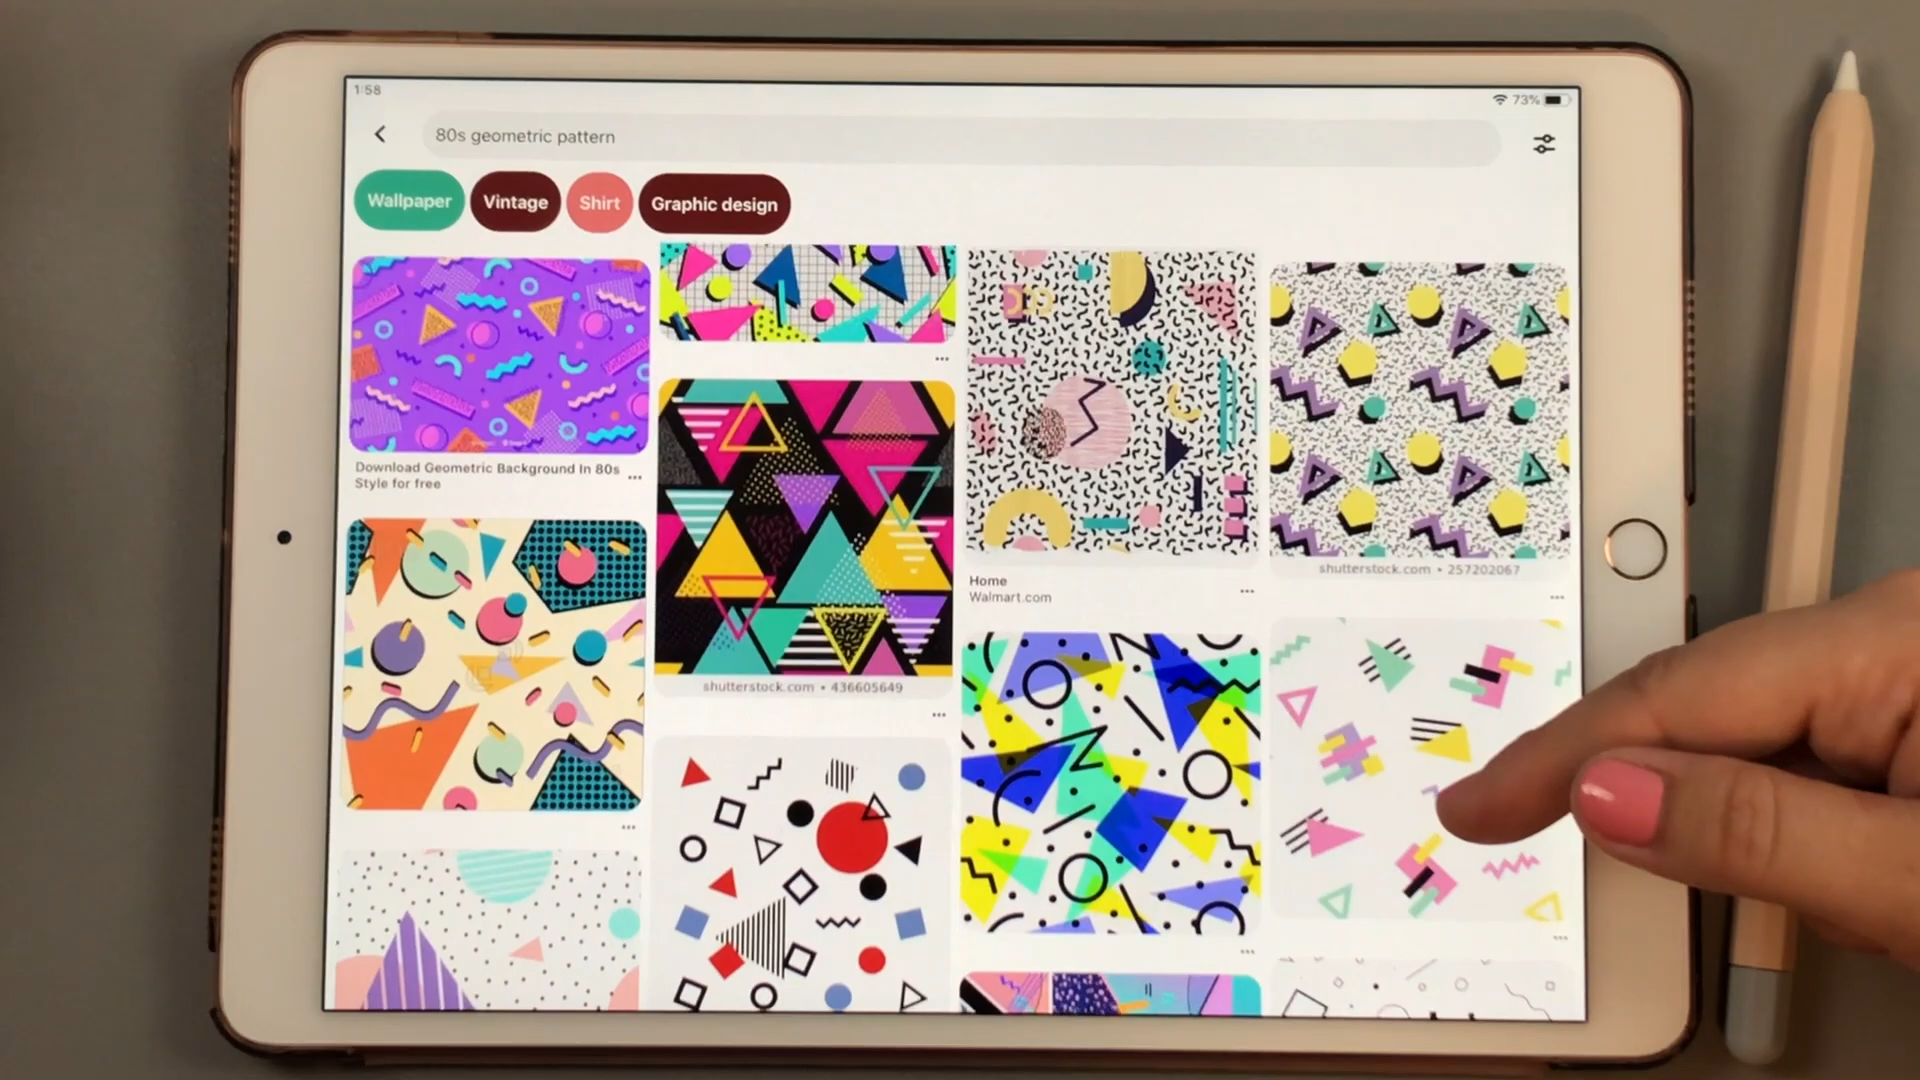 1:58
73%
80s geometric pattern
Wallpaper
Vintage
Shirt
Graphic design
Download Geometric Background In 80s
Style for free
shutterstock.com • 436605649
Home
Walmart.com
shutterstock.com • 257202067